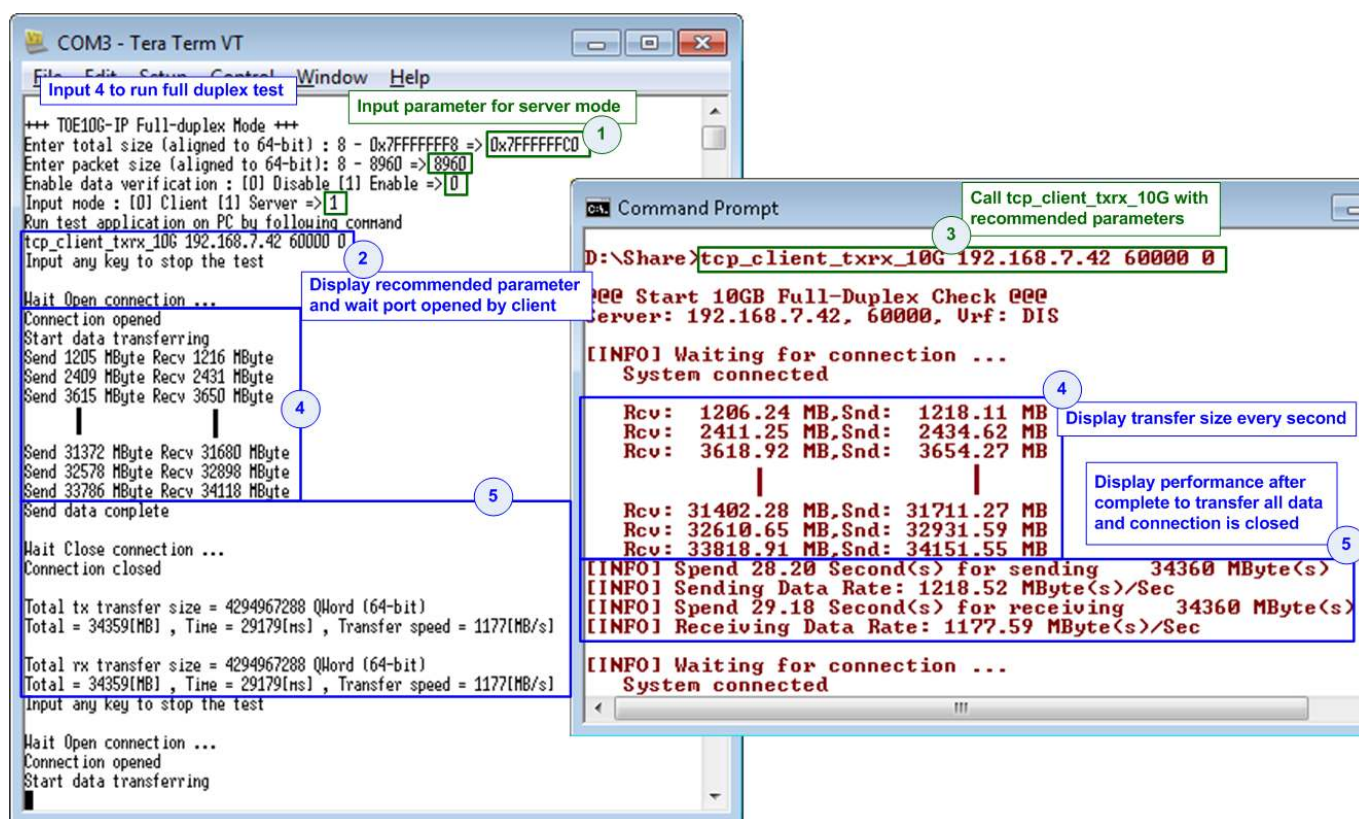 COM3 - Tera Term VT
File Edit Setup Control Window Help
Input 4 to run full duplex test
Input parameter for server mode
+++ TOE10G-IP Full-duplex Mode +++
1
Enter total size (aligned to 64-bit) : 8 - 0x7FFFFFFF8 => 0x7FFFFFFC0
Enter packet size (aligned to 64-bit): 8 - 8960 => 8960
Enable data verification : [0] Disable [1] Enable => 0
Input mode : [0] Client [1] Server => 1
Run test application on PC by following command
tcp_client_txrx_10G 192.168.7.42 60000 0
Input any key to stop the test
2
Display recommended parameter
and wait port opened by client
Wait Open connection ...
Connection opened
Start data transferring
Send 1205 MByte Recv 1216 MByte
Send 2409 MByte Recv 2431 MByte
Send 3615 MByte Recv 3650 MByte
4
Send 31372 MByte Recv 31680 MByte
Send 32578 MByte Recv 32898 MByte
Send 33786 MByte Recv 34118 MByte
5
Send data complete
Wait Close connection ...
Connection closed
Total tx transfer size = 4294967288 QWord (64-bit)
Total = 34359[MB] , Time = 29179[ms] , Transfer speed = 1177[MB/s]
Total rx transfer size = 4294967288 QWord (64-bit)
Total = 34359[MB] , Time = 29179[ms] , Transfer speed = 1177[MB/s]
Input any key to stop the test
Wait Open connection ...
Connection opened
Start data transferring
Command Prompt
Call tcp_client_txrx_10G with
recommended parameters
3
D:\Share>tcp_client_txrx_10G 192.168.7.42 60000 0
@@@ Start 10GB Full-Duplex Check @@@
Server: 192.168.7.42, 60000, Vrf: DIS
[INFO] Waiting for connection ...
System connected
4
Display transfer size every second
Rcv: 1206.24 MB,Snd: 1218.11 MB
Rcv: 2411.25 MB,Snd: 2434.62 MB
Rcv: 3618.92 MB,Snd: 3654.27 MB
Display performance after
complete to transfer all data
and connection is closed
Rcv: 31402.28 MB,Snd: 31711.27 MB
Rcv: 32610.65 MB,Snd: 32931.59 MB
Rcv: 33818.91 MB,Snd: 34151.55 MB
5
[INFO] Spend 28.20 Second(s) for sending 34360 MByte(s)
[INFO] Sending Data Rate: 1218.52 MByte(s)/Sec
[INFO] Spend 29.18 Second(s) for receiving 34360 MByte(s)
[INFO] Receiving Data Rate: 1177.59 MByte(s)/Sec
[INFO] Waiting for connection ...
System connected